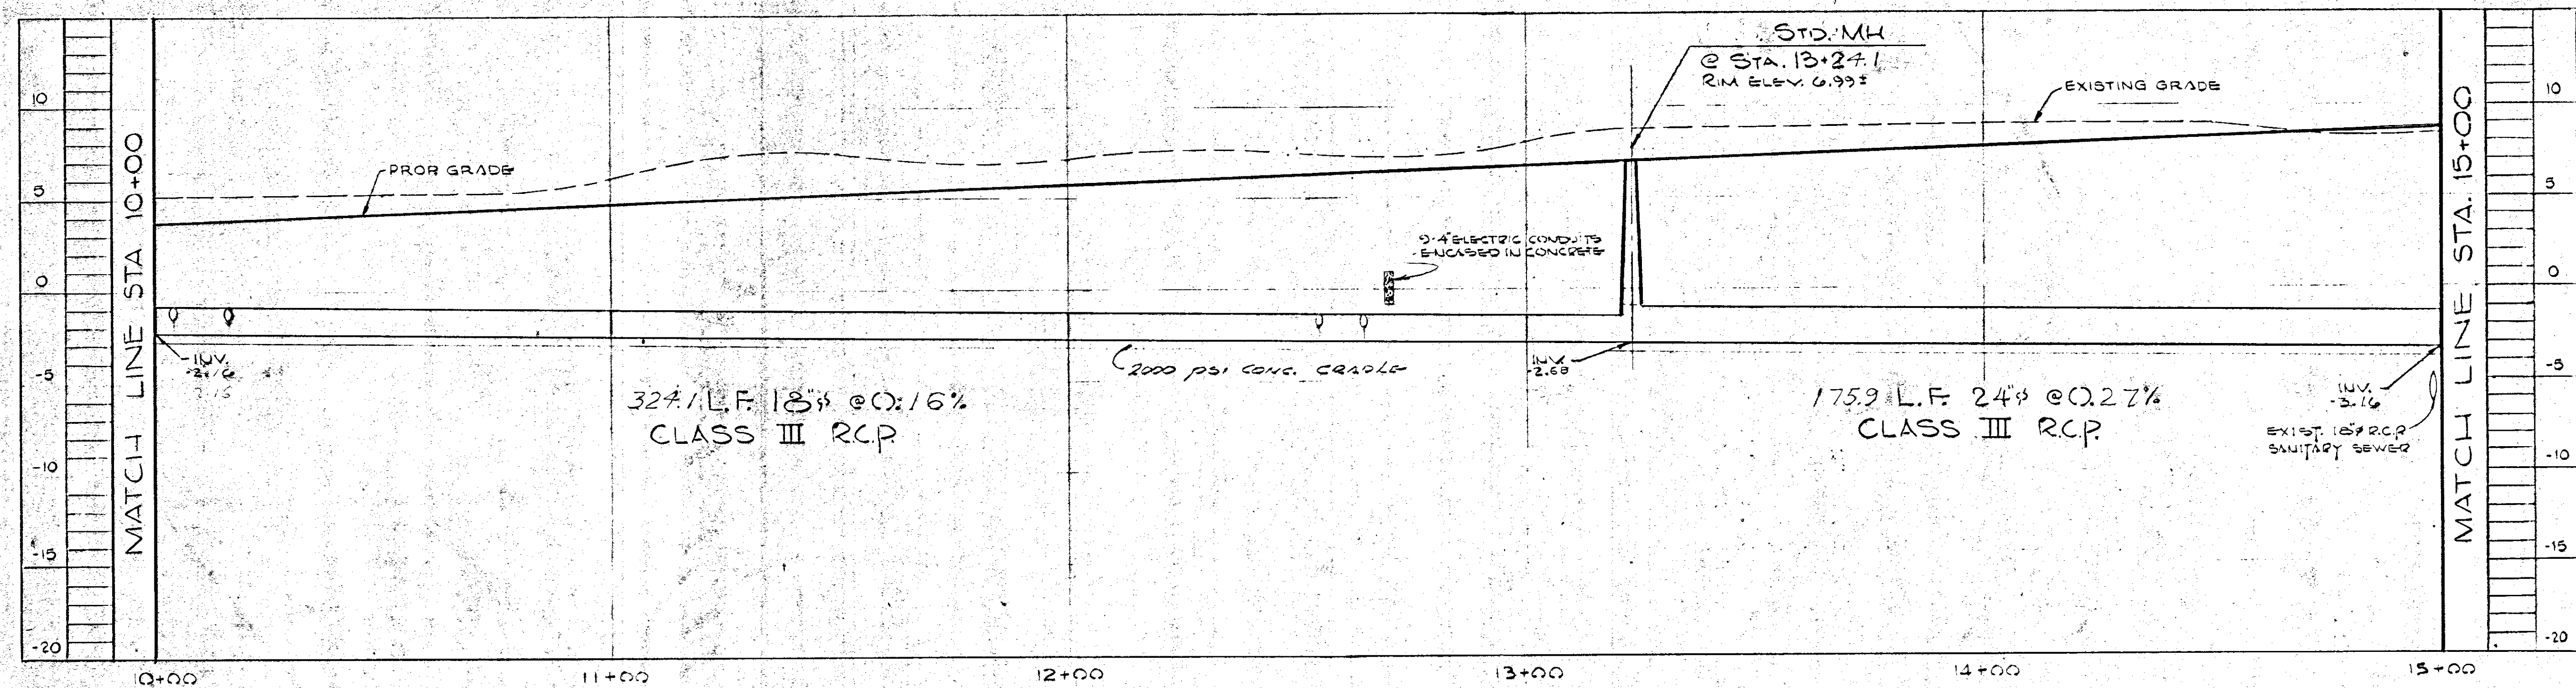 STD. MH
@ STA. 13+24.1
RIM ELEV. 6.99±
EXISTING GRADE
PROP. GRADE
9-4" ELECTRIC CONDUITS
ENCASED IN CONCRETE
MATCH LINE STA 10+00
MATCH LINE STA. 15+00
10
5
0
-5
-10
-15
-20
10
5
0
-5
-10
-15
-20
INV.
2000 PSI CONC. CRADLE
INV.
-2.68
324.1 L.F. 18"ø @ 0.16%
CLASS III R.C.P.
175.9 L.F. 24"ø @ 0.27%
CLASS III R.C.P.
INV.
-3.16
EXIST. 18"ø R.C.P.
SANITARY SEWER
10+00
11+00
12+00
13+00
14+00
15+00